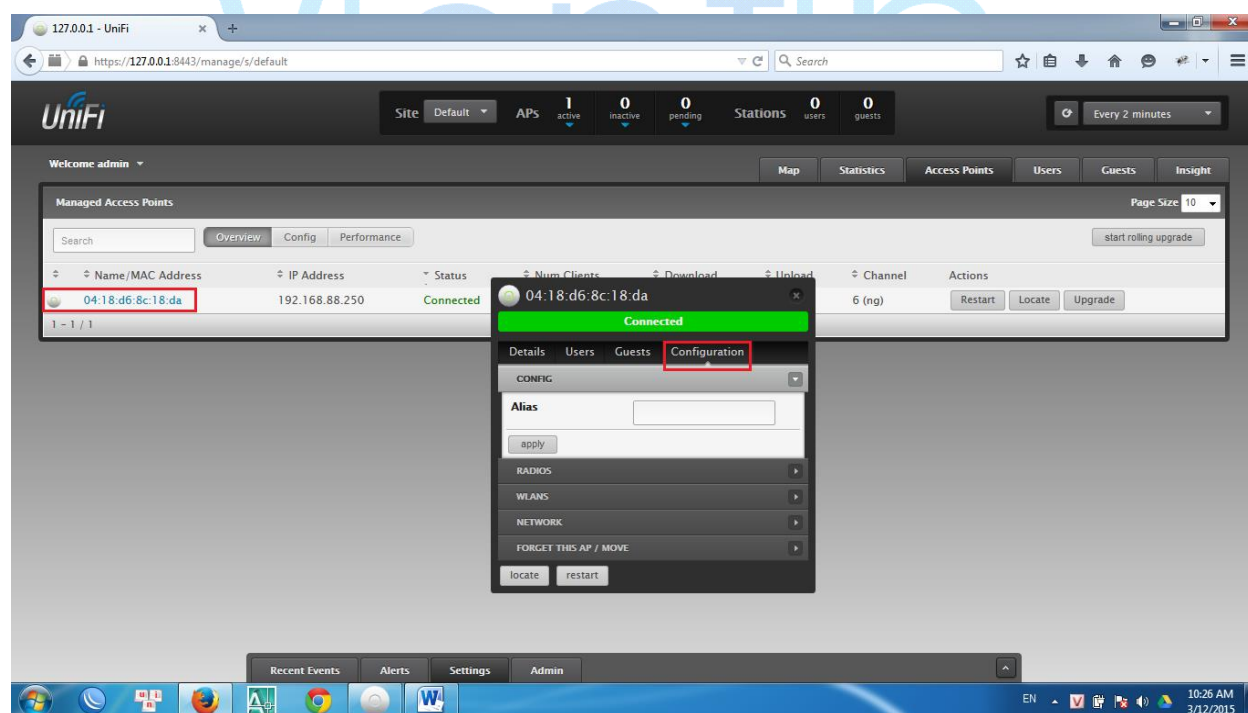 127.0.0.1 - UniFi
https://127.0.0.1:8443/manage/s/default
Search
UniFi
Site Default APs 1 active 0 inactive 0 pending Stations 0 users 0 guests
Every 2 minutes
Welcome admin
Map Statistics Access Points Users Guests Insight
Managed Access Points
Page Size 10
Search Overview Config Performance
start rolling upgrade
Name/MAC Address IP Address Status Num Clients Download Upload Channel Actions
04:18:d6:8c:18:da 192.168.88.250 Connected 6 (ng) Restart Locate Upgrade
1 - 1 / 1
04:18:d6:8c:18:da
Connected
Details Users Guests Configuration
CONFIG
Alias
apply
RADIOS
WLANS
NETWORK
FORGET THIS AP / MOVE
locate restart
Recent Events Alerts Settings Admin
EN
10:26 AM
3/12/2015